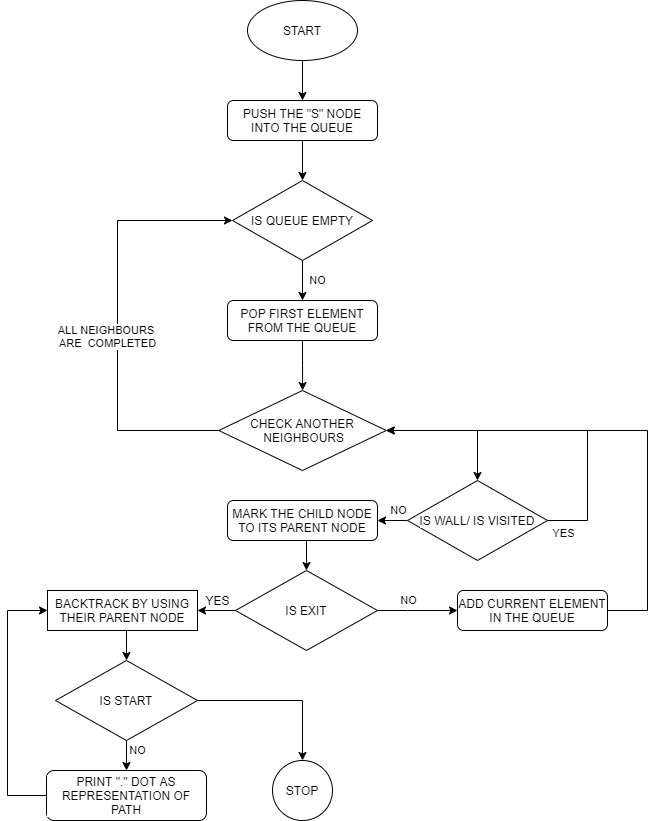 START
PUSH THE "S" NODE
INTO THE QUEUE
IS QUEUE EMPTY
NO
POP FIRST ELEMENT
FROM THE QUEUE
ALL NEIGHBOURS
ARE COMPLETED
CHECK ANOTHER
NEIGHBOURS
MARK THE CHILD NODE
TO ITS PARENT NODE
NO
IS WALL/ IS VISITED
YES
BACKTRACK BY USING
THEIR PARENT NODE
YES
IS EXIT
NO
ADD CURRENT ELEMENT
IN THE QUEUE
IS START
NO
PRINT "." DOT AS
REPRESENTATION OF
PATH
STOP